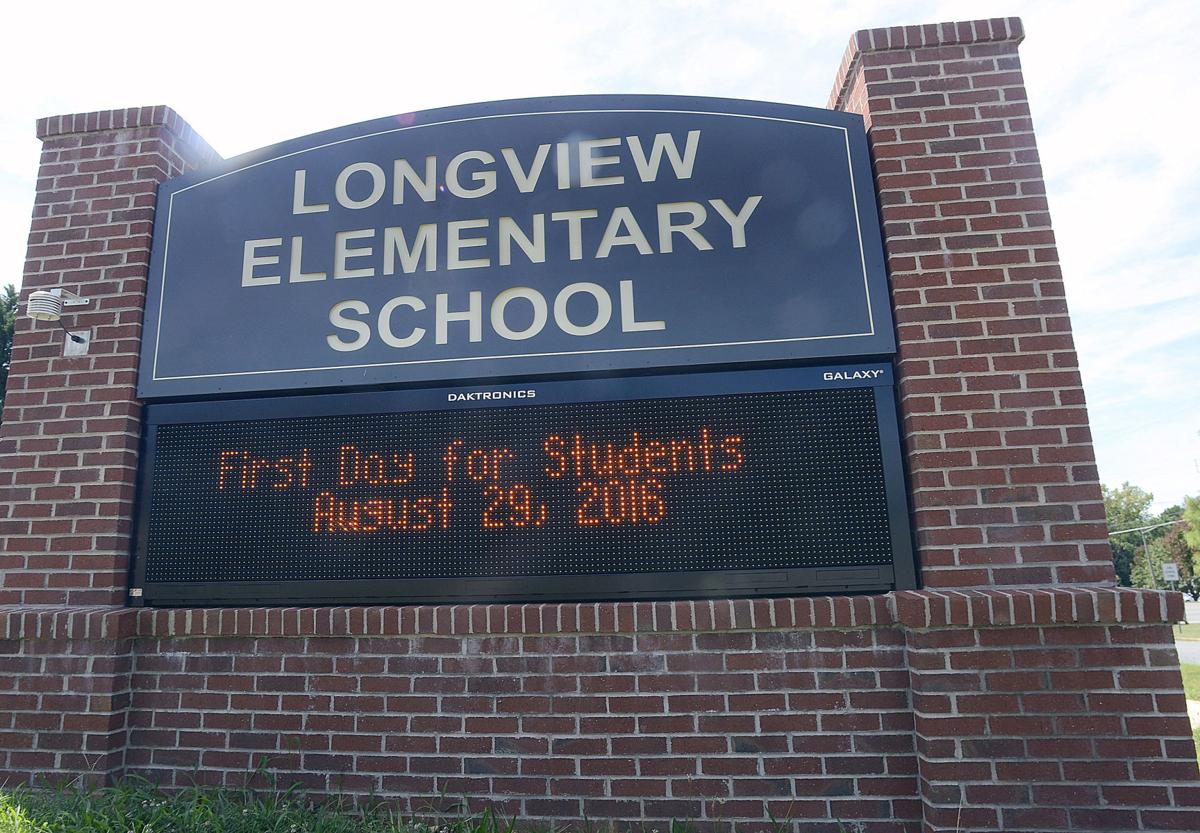 LONGVIEW
ELEMENTARY
SCHOOL
DAKTRONICS
GALAXY®
First Day for Students
August 29, 2016